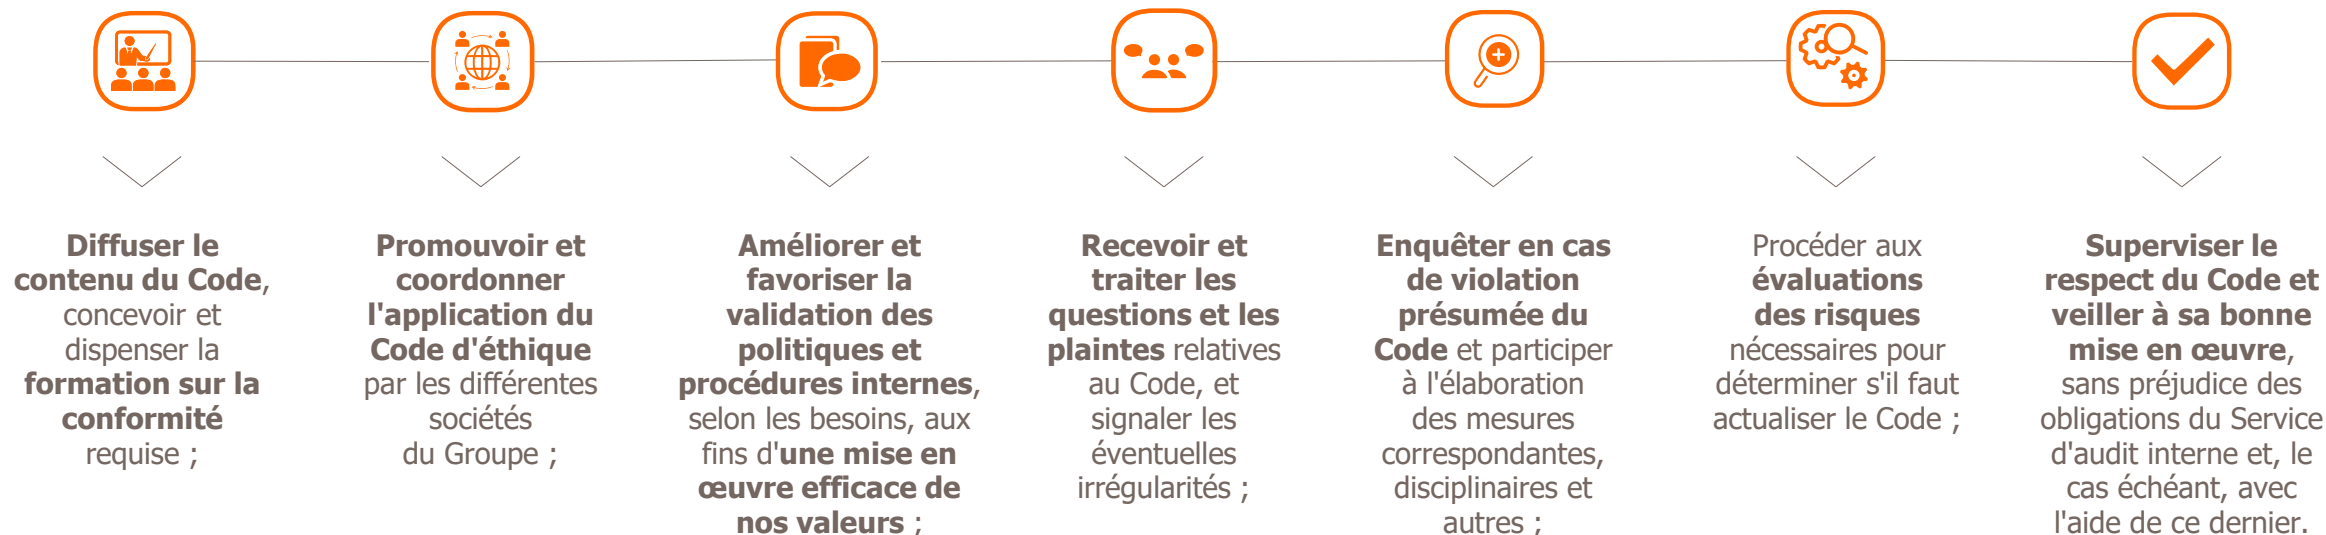 Diffuser le
contenu du Code,
concevoir et
dispenser la
formation sur la
conformité
requise ;
Promouvoir et
coordonner
l'application du
Code d'éthique
par les différentes
sociétés
du Groupe ;
Améliorer et
favoriser la
validation des
politiques et
procédures internes,
selon les besoins, aux
fins d'une mise en
œuvre efficace de
nos valeurs ;
Recevoir et
traiter les
questions et les
plaintes relatives
au Code, et
signaler les
éventuelles
irrégularités ;
Enquêter en cas
de violation
présumée du
Code et participer
à l'élaboration
des mesures
correspondantes,
disciplinaires et
autres ;
Procéder aux
évaluations
des risques
nécessaires pour
déterminer s'il faut
actualiser le Code ;
Superviser le
respect du Code et
veiller à sa bonne
mise en œuvre,
sans préjudice des
obligations du Service
d'audit interne et, le
cas échéant, avec
l'aide de ce dernier.